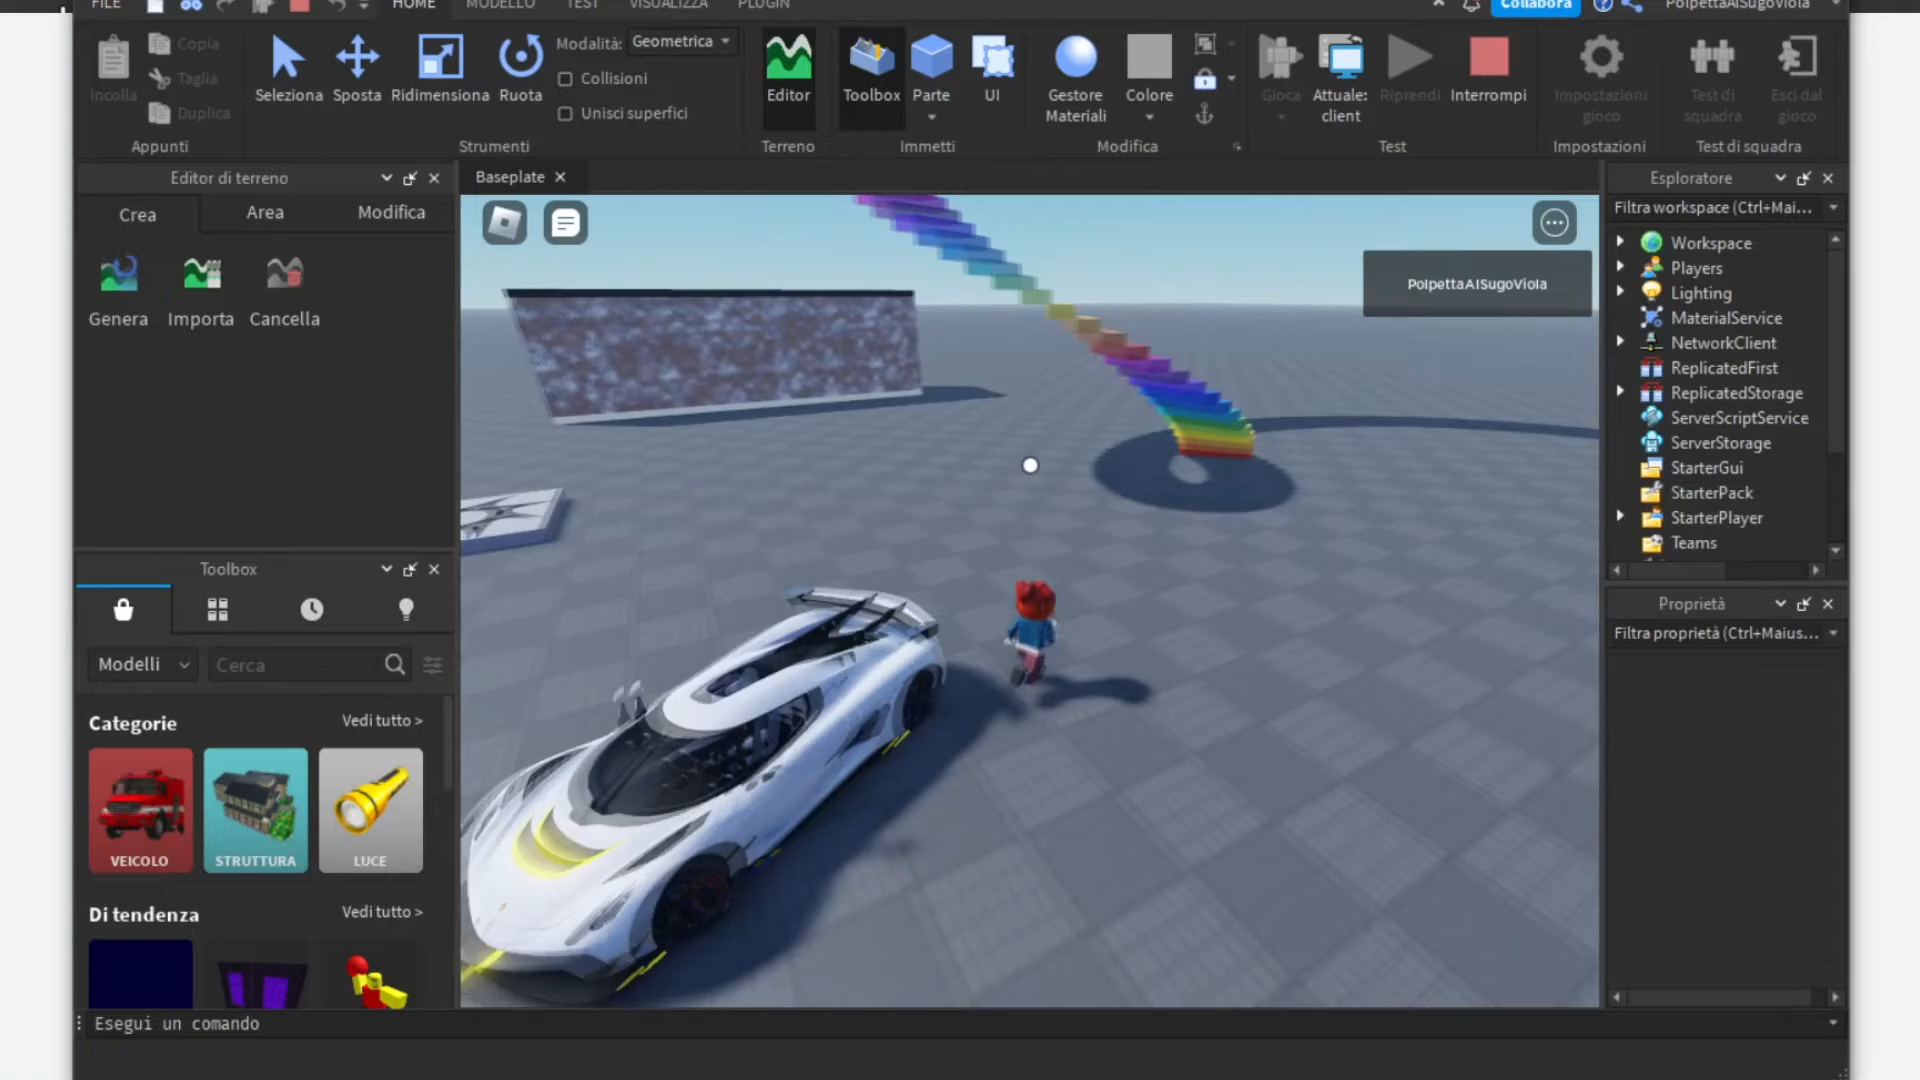 FILE
HOME
MODELLO
TEST
VISUALIZZA
PLUGIN
Collabora
PolpettaAlSugoViola
Incolla
Copia
Taglia
Duplica
Appunti
Seleziona
Sposta
Ridimensiona
Ruota
Modalità: Geometrica
Collisioni
Unisci superfici
Strumenti
Editor
Terreno
Toolbox
Parte
UI
Immetti
Gestore
Materiali
Colore
Modifica
Gioca
Attuale:
client
Riprendi
Interrompi
Test
Impostazioni
gioco
Impostazioni
Test di
squadra
Esci dal
gioco
Test di squadra
Editor di terreno
Crea
Area
Modifica
Genera
Importa
Cancella
Toolbox
Modelli
Cerca
Categorie
Vedi tutto >
VEICOLO
STRUTTURA
LUCE
Di tendenza
Vedi tutto >
Baseplate
PolpettaAlSugoViola
Esploratore
Filtra workspace (Ctrl+Mai...
Workspace
Players
Lighting
MaterialService
NetworkClient
ReplicatedFirst
ReplicatedStorage
ServerScriptService
ServerStorage
StarterGui
StarterPack
StarterPlayer
Teams
Proprietà
Filtra proprietà (Ctrl+Maius...
Esegui un comando